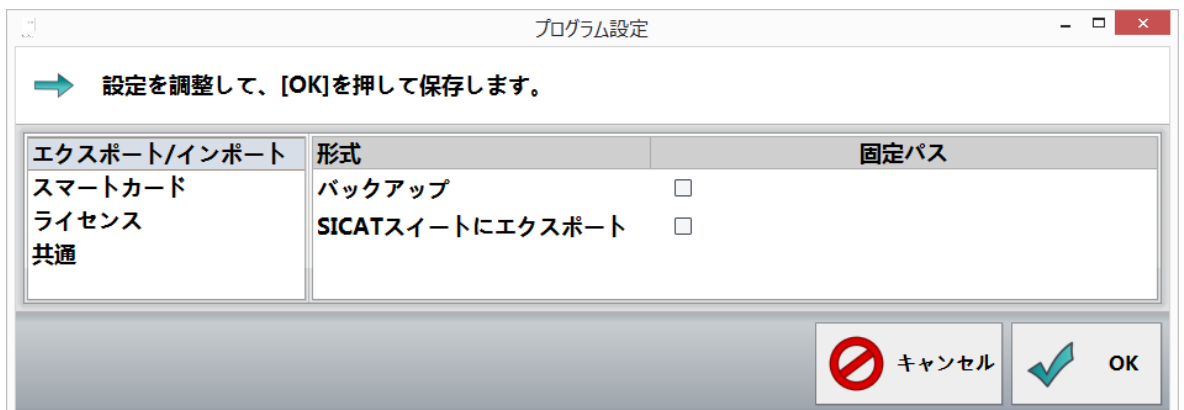 プログラム設定
設定を調整して、[OK]を押して保存します。
エクスポート/インポート
スマートカード
ライセンス
共通
形式
固定パス
バックアップ
SICATスイートにエクスポート
キャンセル
OK